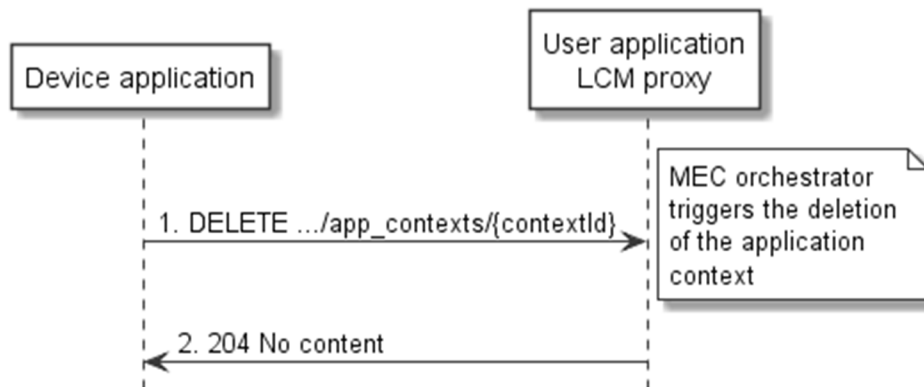 Device application
User application
LCM proxy
MEC orchestrator
triggers the deletion
of the application
context
1. DELETE .../app_contexts/{contextId}
2. 204 No content